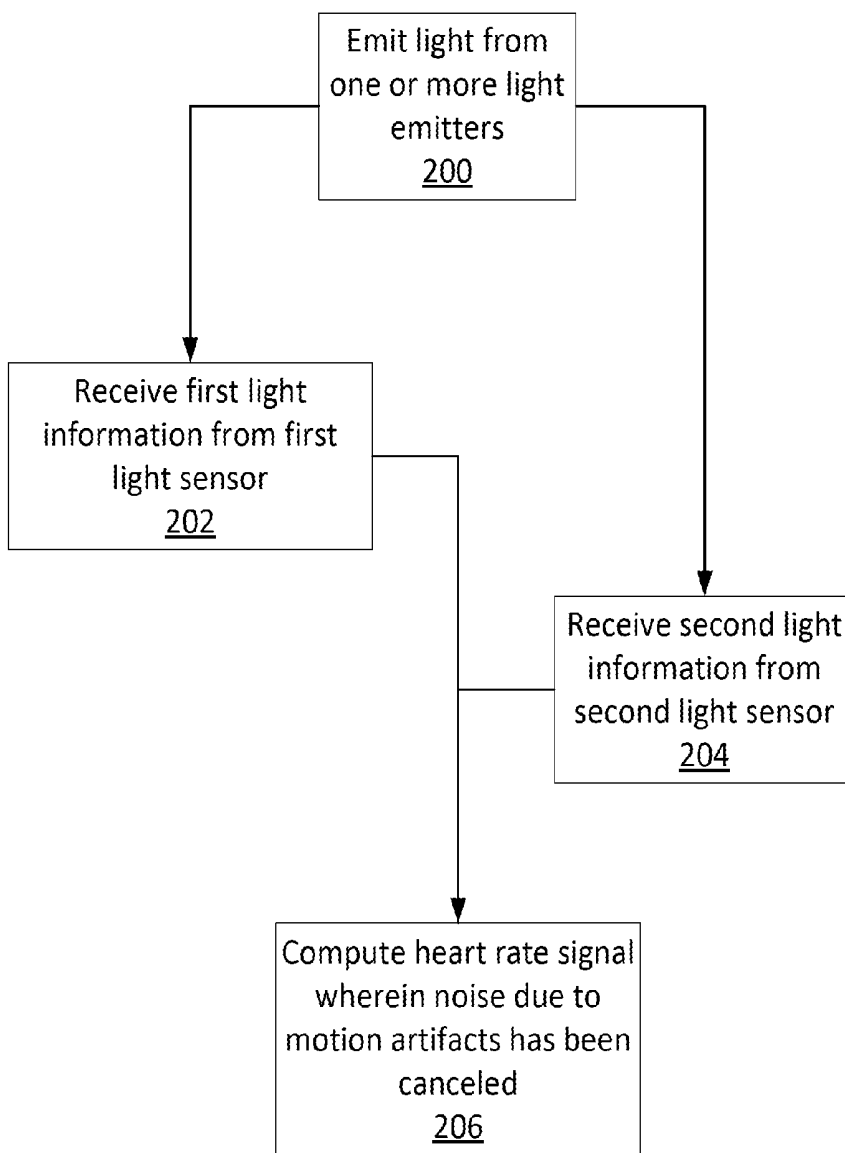 Emit light from
one or more light
emitters
200
Receive first light
information from first
light sensor
202
Receive second light
information from
second light sensor
204
Compute heart rate signal
wherein noise due to
motion artifacts has been
canceled
206